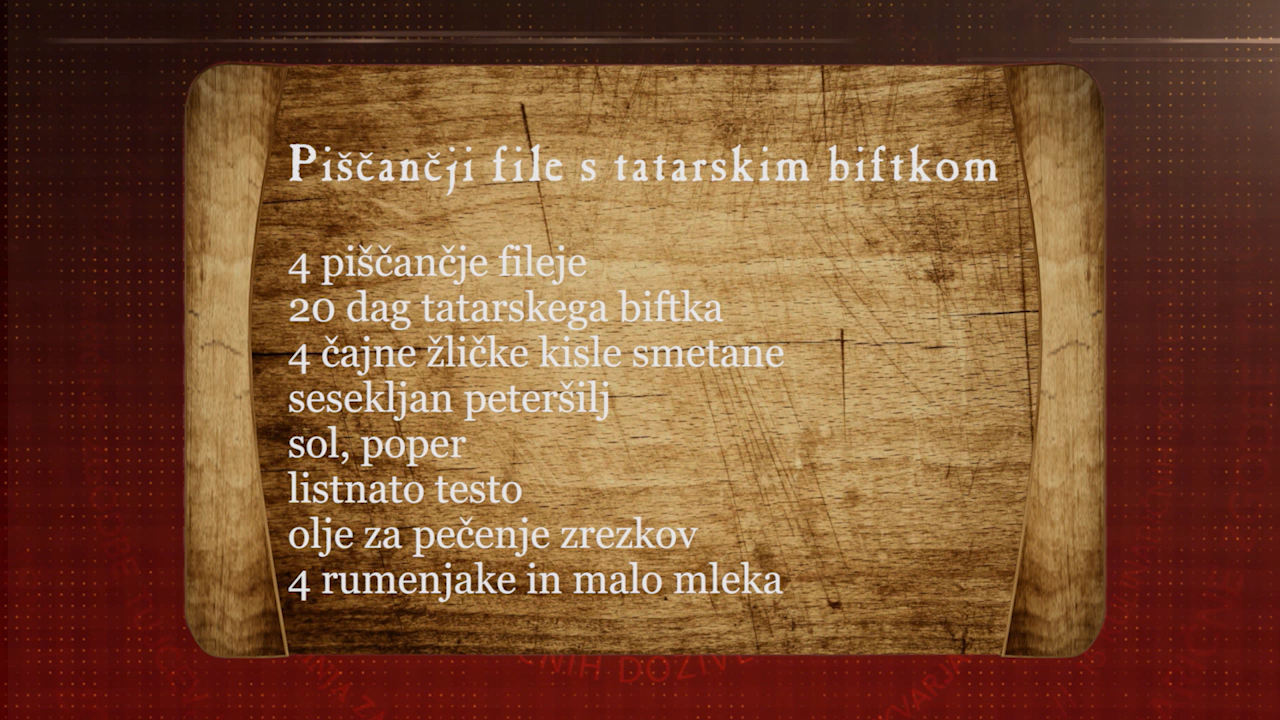 Piščančji file s tatarskim biftkom
4 piščančje fileje
20 dag tatarskega biftka
4 čajne žličke kisle smetane
sesekljan peteršilj
sol, poper
listnato testo
olje za pečenje zrezkov
4 rumenjake in malo mleka